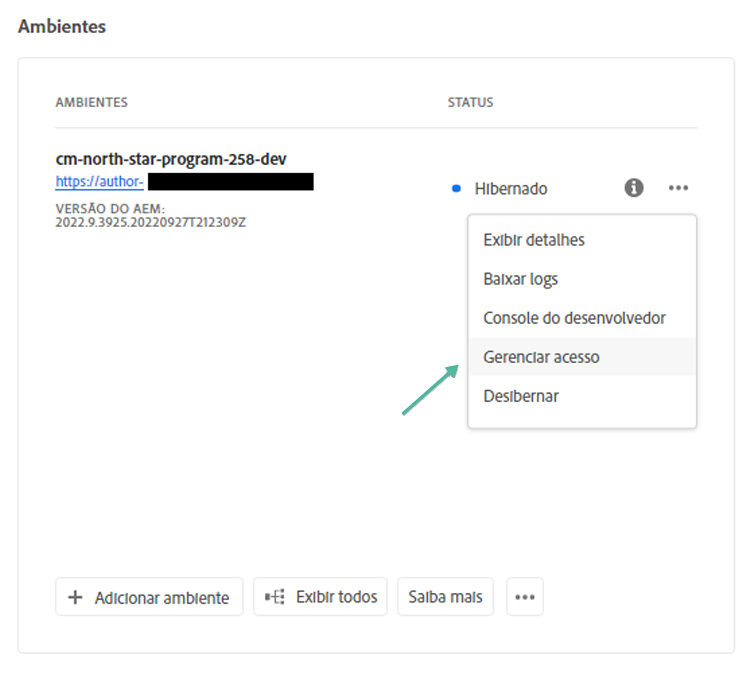 Ambientes
AMBIENTES STATUS
cm-north-star-program-258-dev
https://author-
Hibernado
VERSÃO DO AEM:
2022.9.3925.20220927T212309Z
Exibir detalhes
Baixar logs
Console do desenvolvedor
Gerenciar acesso
Desibernar
Adicionar ambiente Exibir todos Saiba mais